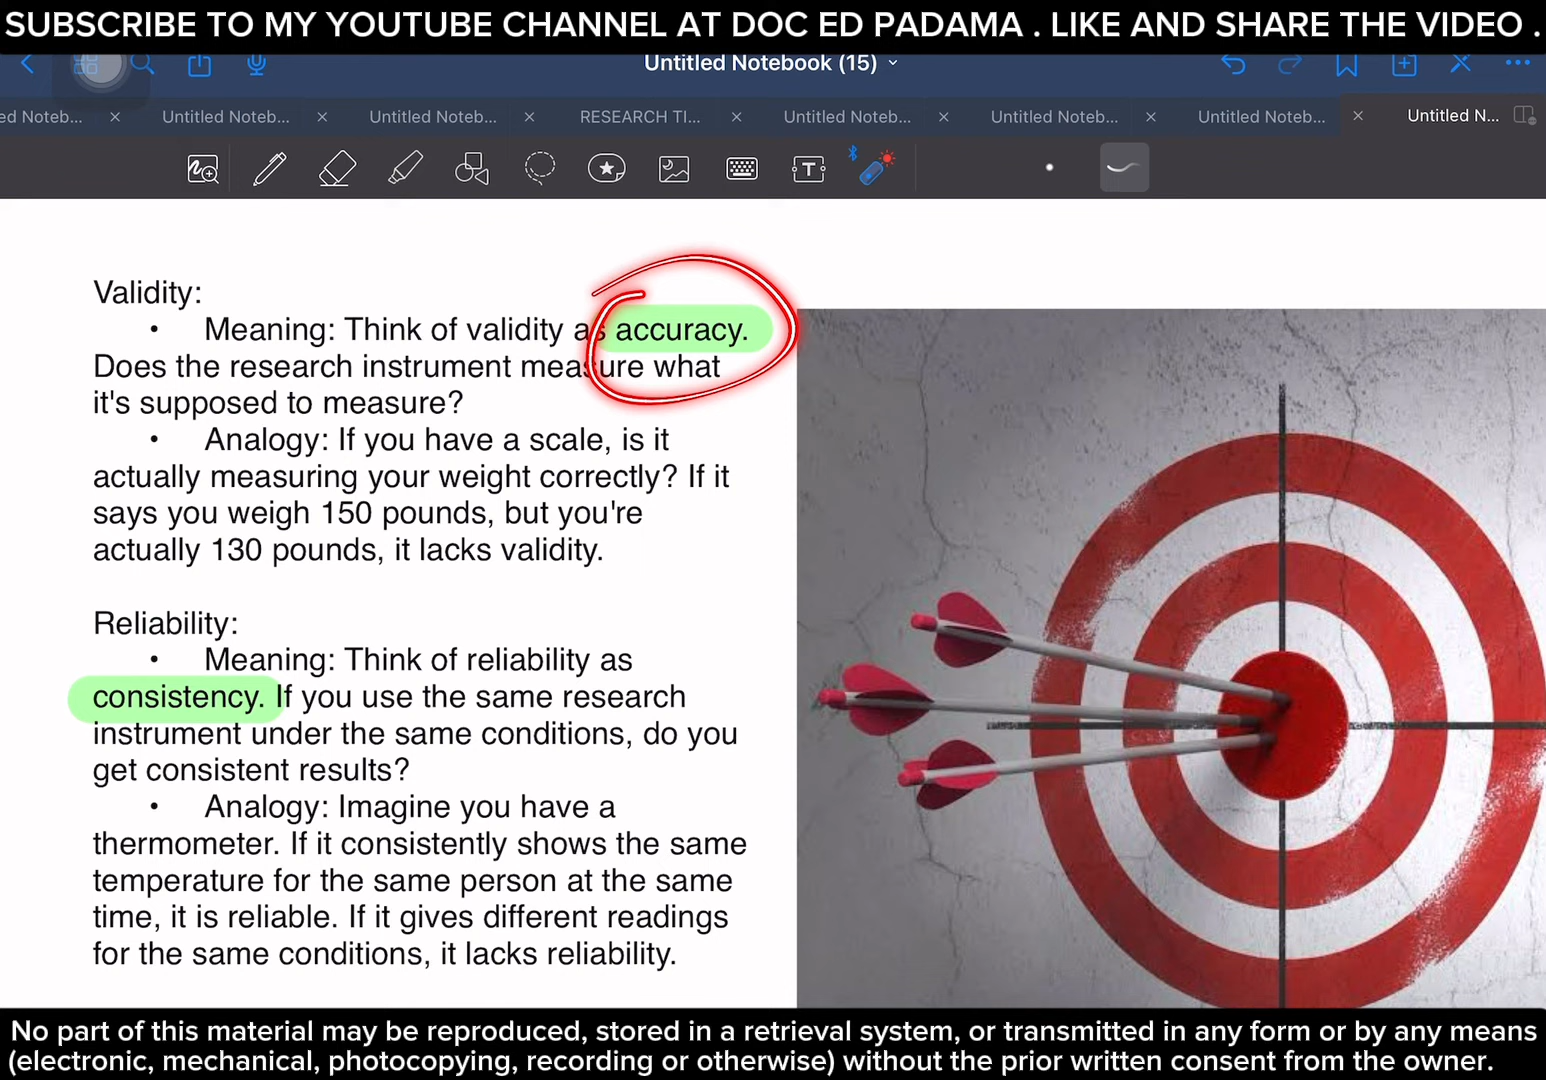 SUBSCRIBE TO MY YOUTUBE CHANNEL AT DOC ED PADAMA . LIKE AND SHARE THE VIDEO .
Untitled Notebook (15)
ed Noteb... Untitled Noteb... Untitled Noteb... RESEARCH TI... Untitled Noteb... Untitled Noteb... Untitled Noteb... Untitled N...
T
Validity:
• Meaning: Think of validity as accuracy.
Does the research instrument measure what
it's supposed to measure?
• Analogy: If you have a scale, is it
actually measuring your weight correctly? If it
says you weigh 150 pounds, but you're
actually 130 pounds, it lacks validity.
Reliability:
• Meaning: Think of reliability as
consistency. If you use the same research
instrument under the same conditions, do you
get consistent results?
• Analogy: Imagine you have a
thermometer. If it consistently shows the same
temperature for the same person at the same
time, it is reliable. If it gives different readings
for the same conditions, it lacks reliability.
No part of this material may be reproduced, stored in a retrieval system, or transmitted in any form or by any means
(electronic, mechanical, photocopying, recording or otherwise) without the prior written consent from the owner.